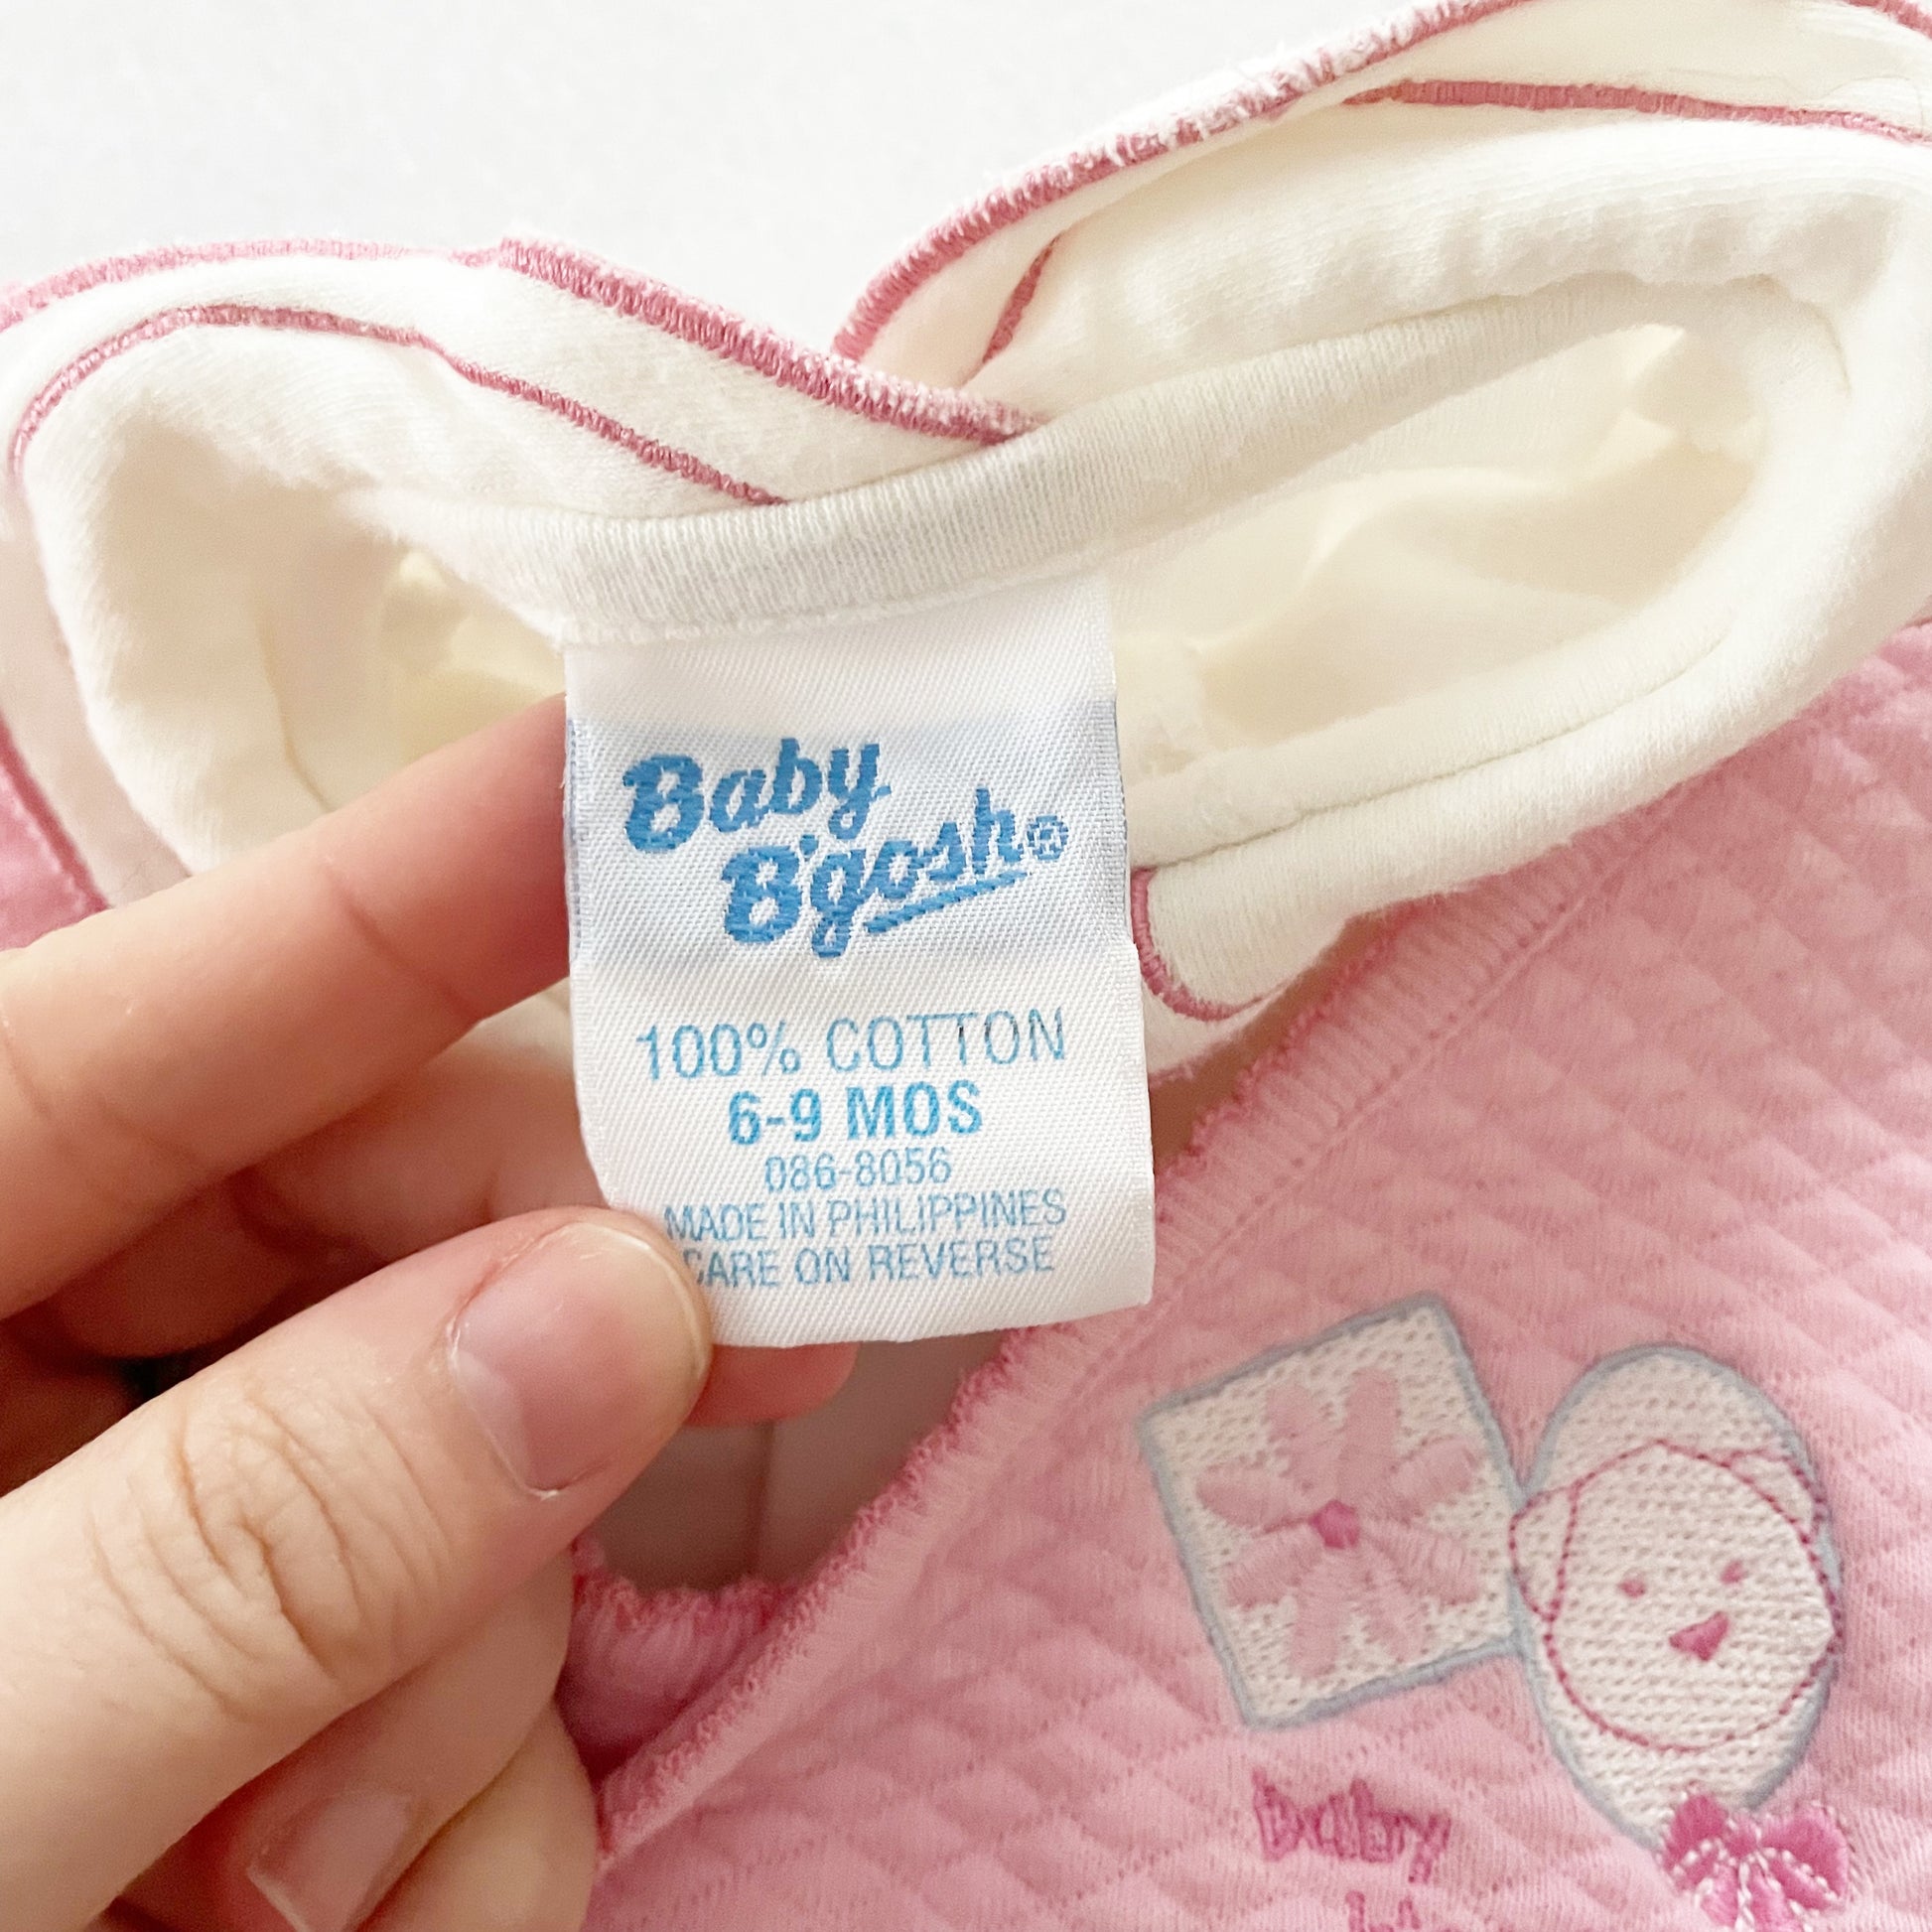 Baby
B'gosh®
100% COTTON
6-9 MOS
086-8056
MADE IN PHILIPPINES
CARE ON REVERSE
baby